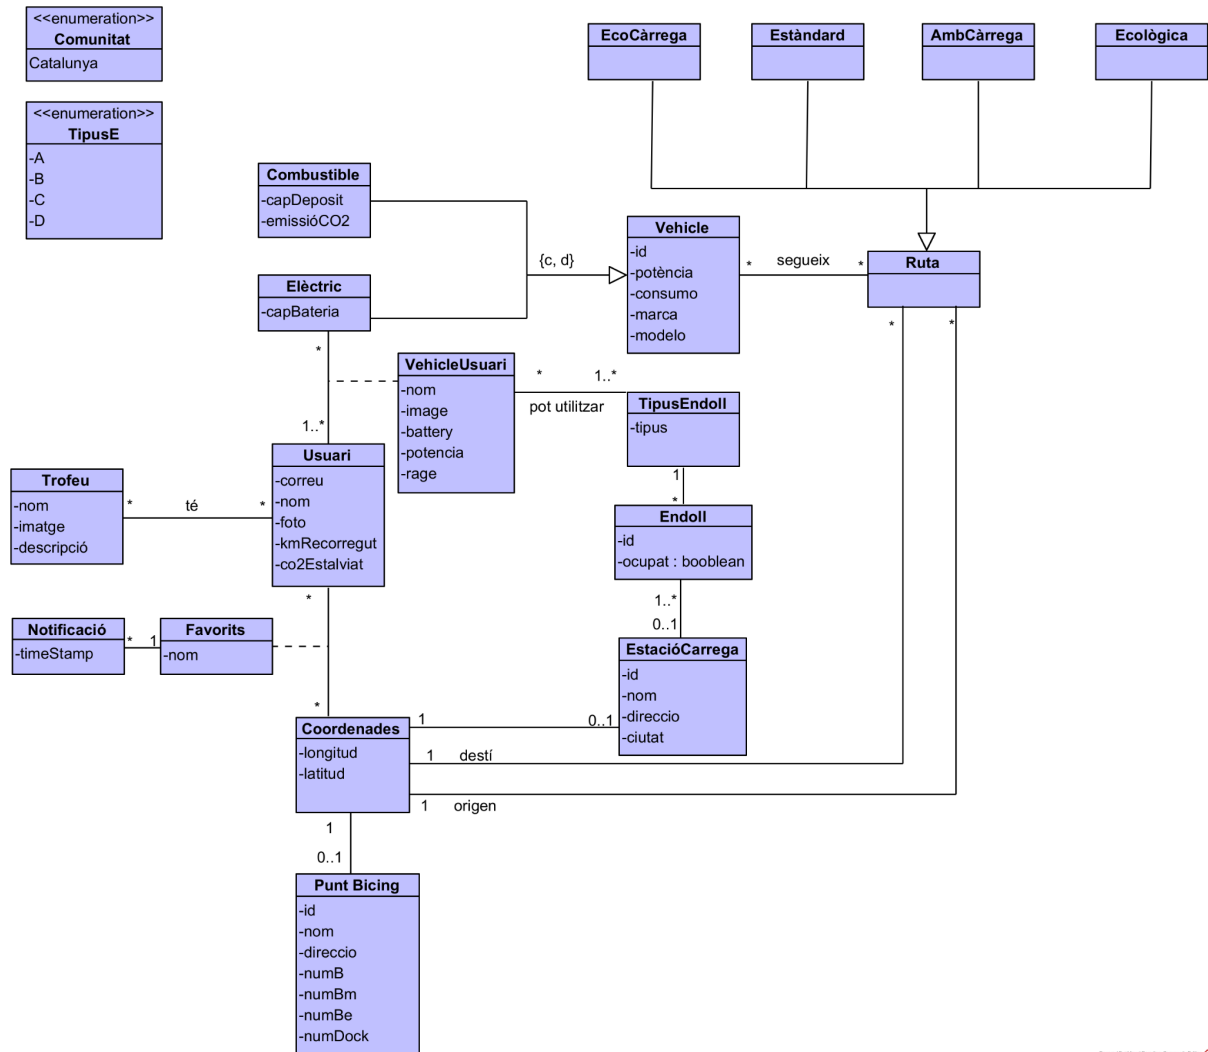 <<enumeration>>
Comunitat
Catalunya
<<enumeration>>
TipusE
-A
-B
-C
-D
EcoCàrrega
Estàndard
AmbCàrrega
Ecològica
Combustible
-capDeposit
-emissióCO2
Elèctric
-capBateria
{c, d}
Vehicle
-id
-potència
-consumo
-marca
-modelo
*
segueix
*
Ruta
*
*
*
1..*
VehicleUsuari
-nom
-image
-battery
-potencia
-rage
*
1..*
pot utilitzar
TipusEndoll
-tipus
1
*
Endoll
-id
-ocupat : booblean
1..*
0..1
EstacióCarrega
-id
-nom
-direccio
-ciutat
Trofeu
-nom
-imatge
-descripció
*
té
*
Usuari
-correu
-nom
-foto
-kmRecorregut
-co2Estalviat
*
*
Notificació
-timeStamp
*
1
Favorits
-nom
Coordenades
-longitud
-latitud
1
0..1
1
destí
1
origen
1
0..1
Punt Bicing
-id
-nom
-direccio
-numB
-numBm
-numBe
-numDock